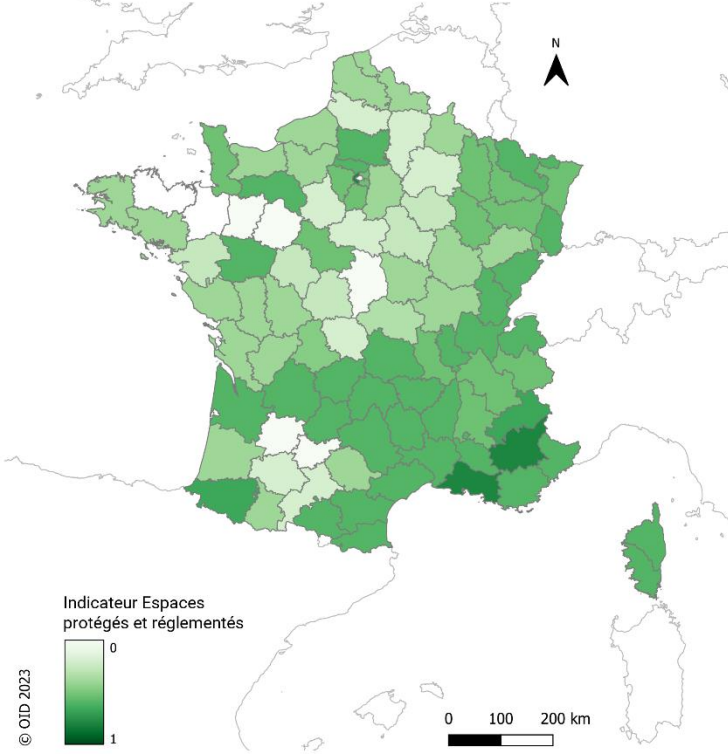 N
Indicateur Espaces
protégés et réglementés
0
1
© OID 2023
0 100 200 km